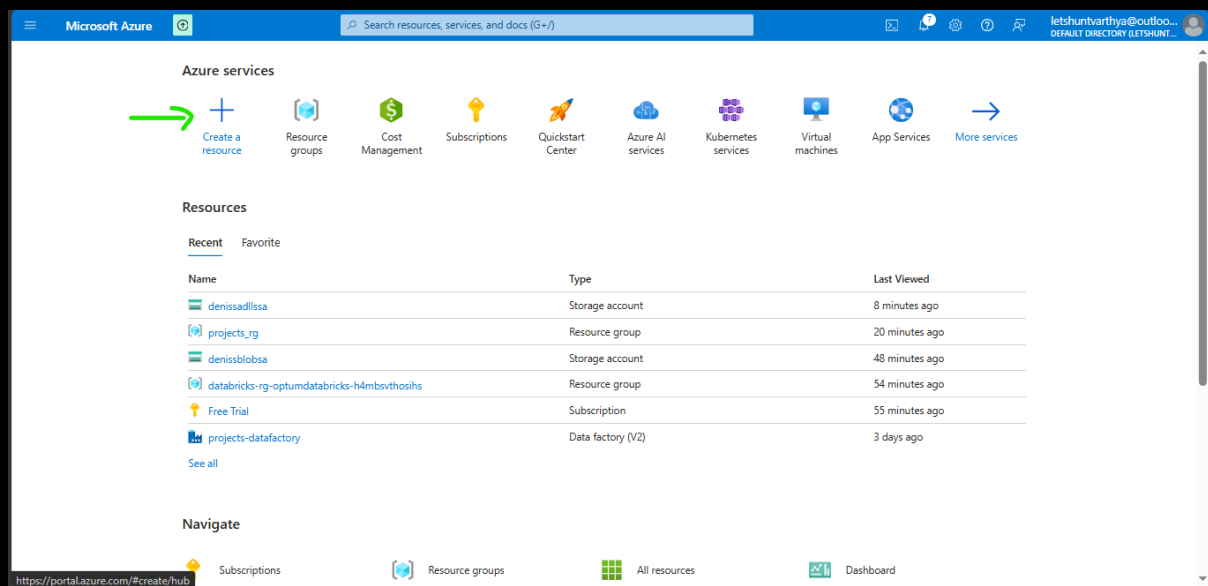 Microsoft Azure
Search resources, services, and docs (G+/)
7
letshuntvarthya@outloo...
DEFAULT DIRECTORY (LETSHUNT...
Azure services
Create a
resource
Resource
groups
Cost
Management
Subscriptions
Quickstart
Center
Azure AI
services
Kubernetes
services
Virtual
machines
App Services
More services
Resources
Recent Favorite
Name Type Last Viewed
denissadllssa Storage account 8 minutes ago
projects_rg Resource group 20 minutes ago
denissblobsa Storage account 48 minutes ago
databricks-rg-optumdatabricks-h4mbsvthosihs Resource group 54 minutes ago
Free Trial Subscription 55 minutes ago
projects-datafactory Data factory (V2) 3 days ago
See all
Navigate
Subscriptions Resource groups All resources Dashboard
https://portal.azure.com/#create/hub